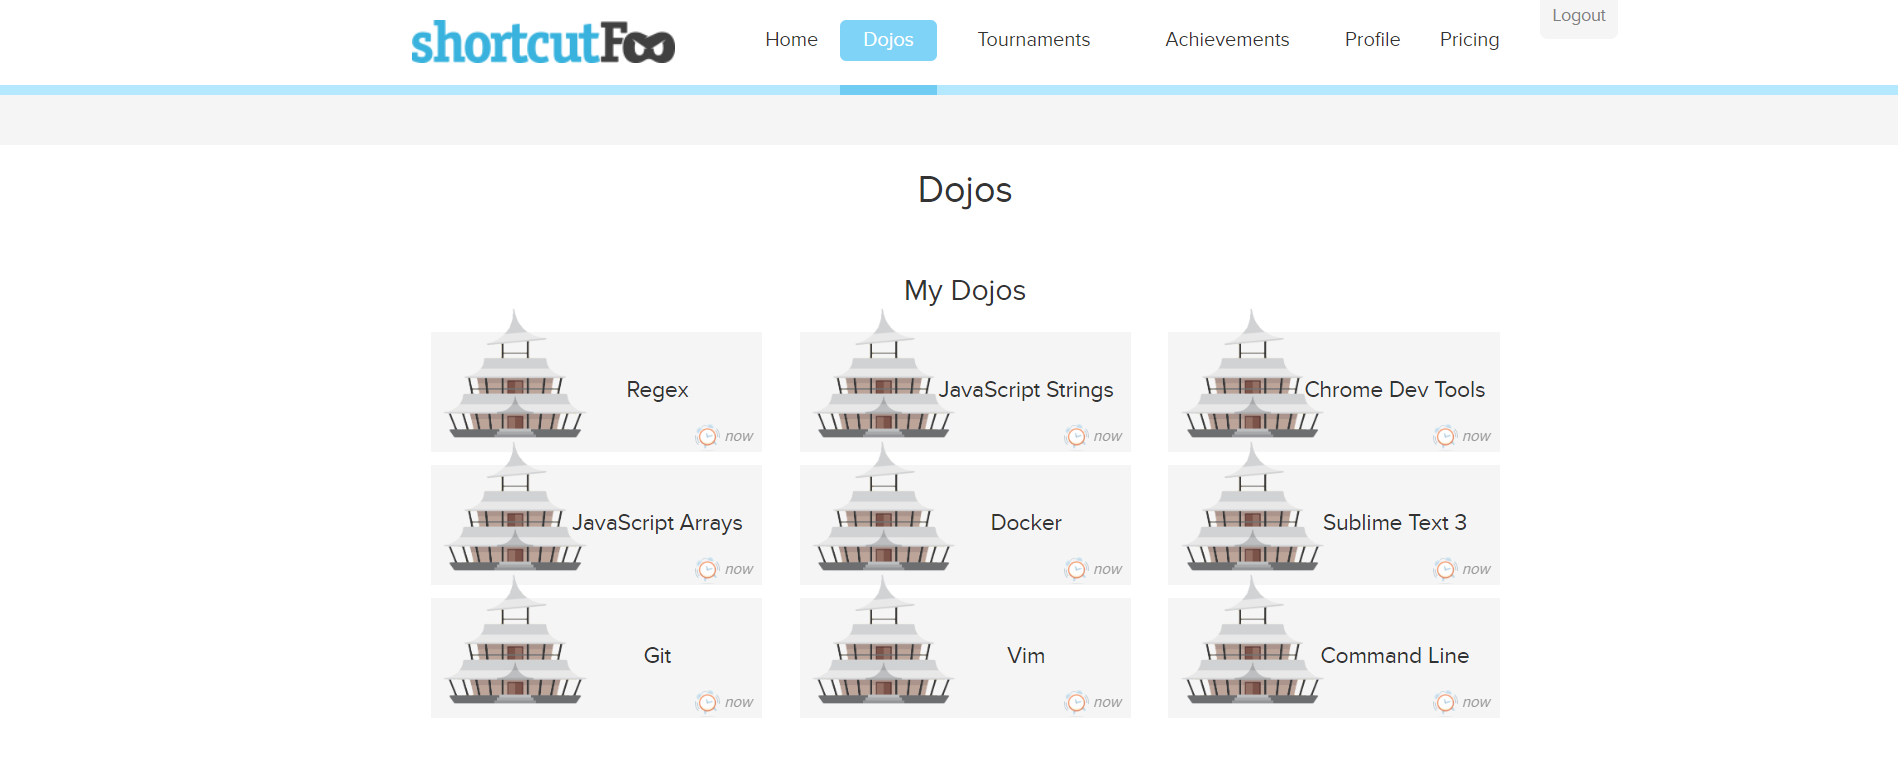 Logout
shortcutFoo Home Dojos Tournaments Achievements Profile Pricing
Dojos
My Dojos
Regex JavaScript Strings Chrome Dev Tools
now now now
JavaScript Arrays Docker Sublime Text 3
now now now
Git Vim Command Line
now now now